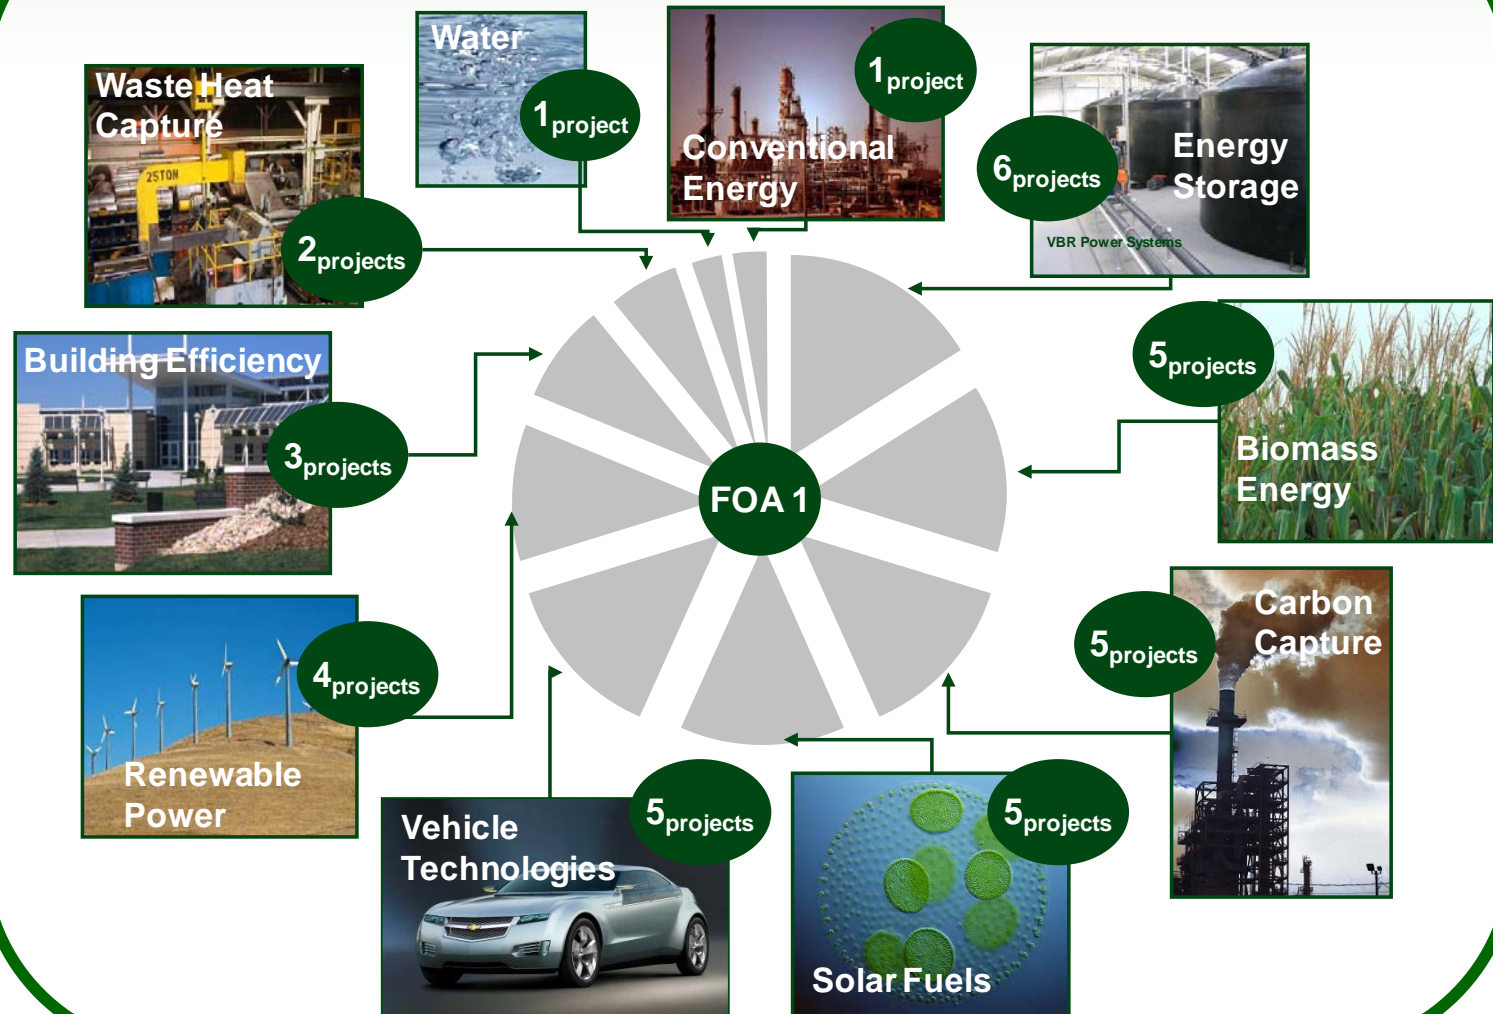 Water
1project
1project
Conventional
Energy
Waste Heat
Capture
25TON
2projects
6projects
Energy
Storage
VBR Power Systems
Building Efficiency
3projects
5projects
Biomass
Energy
FOA 1
4projects
Renewable
Power
5projects
Carbon
Capture
Vehicle
Technologies
5projects
5projects
Solar Fuels